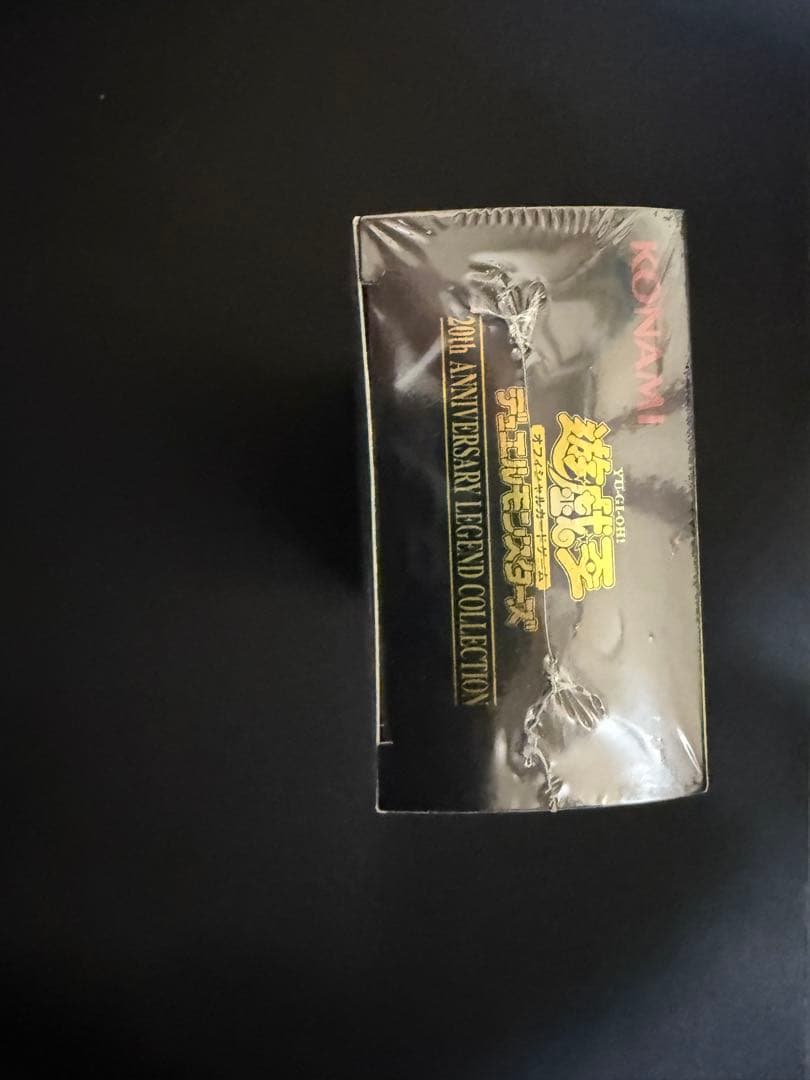 KONAMI
YU-GI-OH!
遊戯王
オフィシャルカードゲーム
デュエルモンスターズ
20th ANNIVERSARY LEGEND COLLECTION